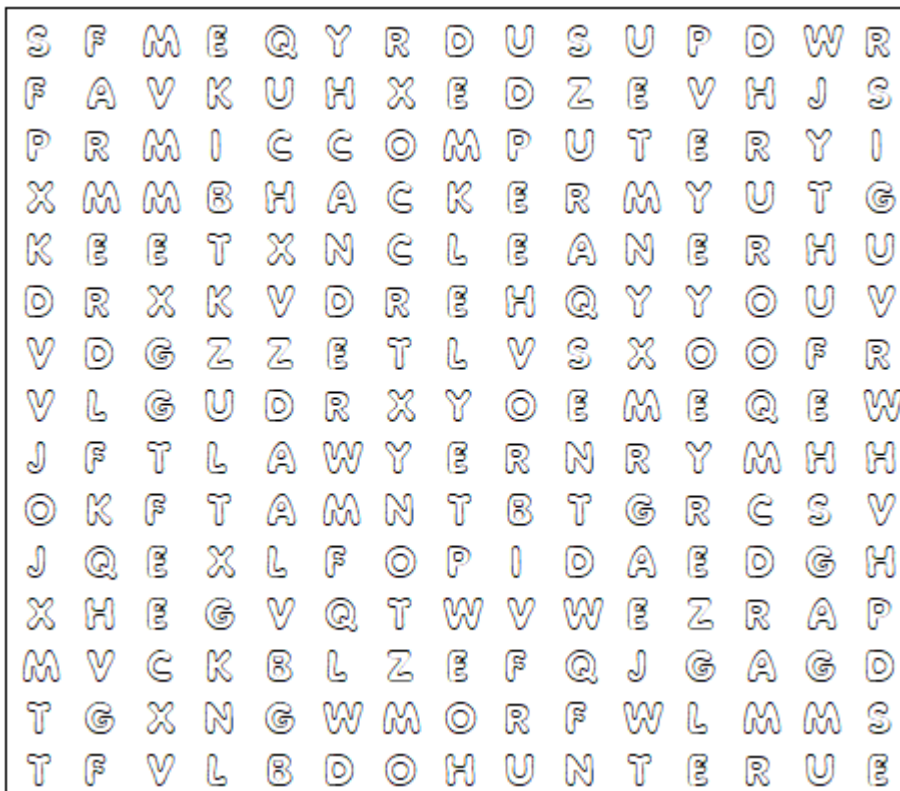 S F M E Q Y R D U S U P D W R
F A V K U H X E D Z E V H J S
P R M I C C O M P U T E R Y I
X M M B H A C K E R M Y U T G
K E E T X N C L E A N E R H U
D R X K V D R E H Q Y Y O U V
V D G Z Z E T L V S X O O F R
V L G U D R X Y O E M E Q E W
J F T L A W Y E R N R Y M H H
O K F T A M N T B T G R C S V
J Q E X L F O P I D A E D G H
X H E G V Q T W V W E Z R A P
M V C K B L Z E F Q J G A G D
T G X N G W M O R F W L M M S
T F V L B D O H U N T E R U E